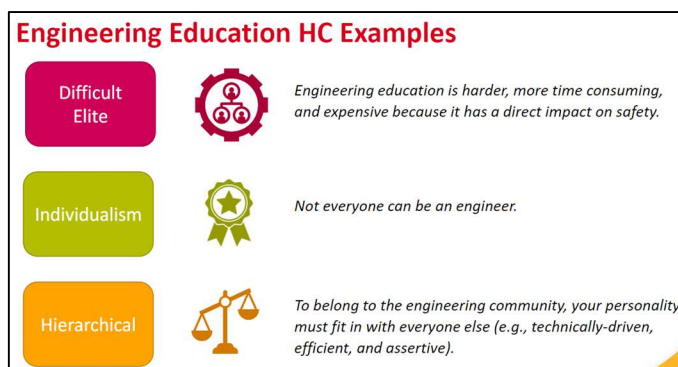 Engineering Education HC Examples
Difficult
Elite
Engineering education is harder, more time consuming,
and expensive because it has a direct impact on safety.
Individualism
Not everyone can be an engineer.
Hierarchical
To belong to the engineering community, your personality
must fit in with everyone else (e.g., technically-driven,
efficient, and assertive).